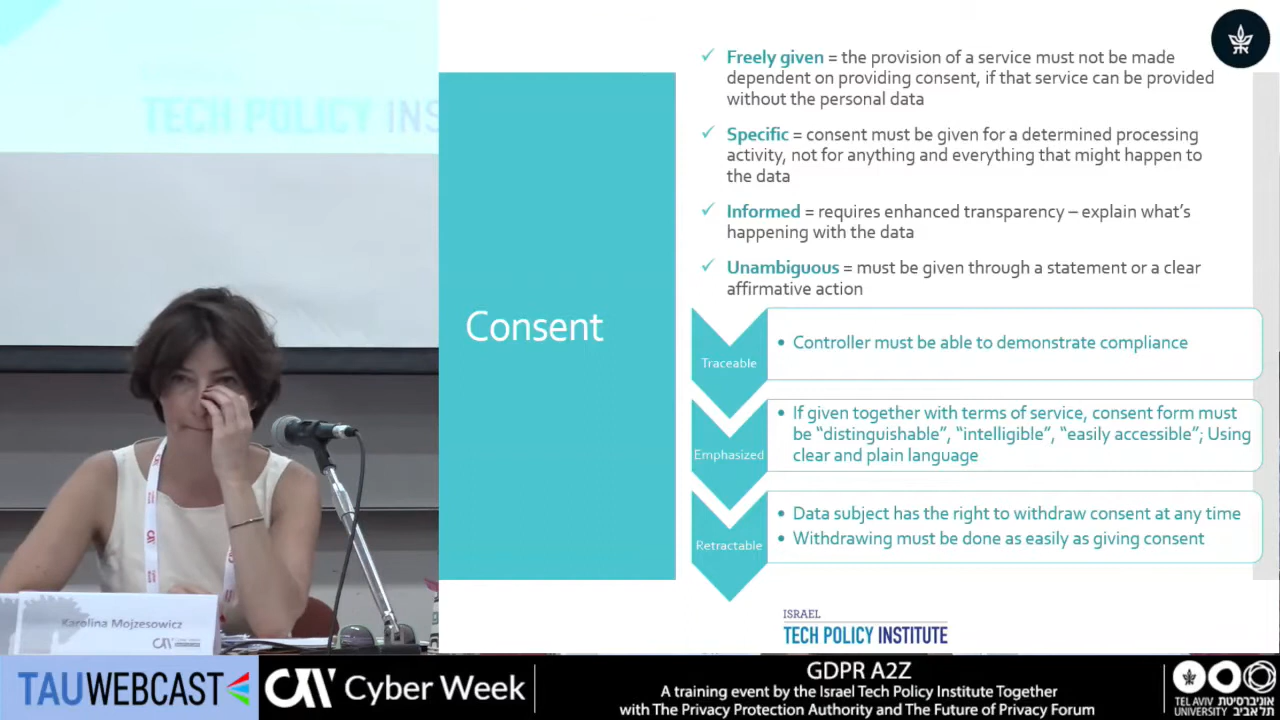 TECH POLICY INS
Freely given = the provision of a service must not be made
dependent on providing consent, if that service can be provided
without the personal data
Specific = consent must be given for a determined processing
activity, not for anything and everything that might happen to
the data
Informed = requires enhanced transparency – explain what's
happening with the data
Unambiguous = must be given through a statement or a clear
affirmative action
Consent
Traceable
• Controller must be able to demonstrate compliance
Emphasized
• If given together with terms of service, consent form must
be “distinguishable”, “intelligible”, “easily accessible”; Using
clear and plain language
Retractable
• Data subject has the right to withdraw consent at any time
• Withdrawing must be done as easily as giving consent
ISRAEL
TECH POLICY INSTITUTE
Karolina Mojzesowicz
TAUWEBCAST
Cyber Week
GDPR A2Z
A training event by the Israel Tech Policy Institute Together
with The Privacy Protection Authority and The Future of Privacy Forum
TEL AVIV אוניברסיטת
UNIVERSITY תל אביב